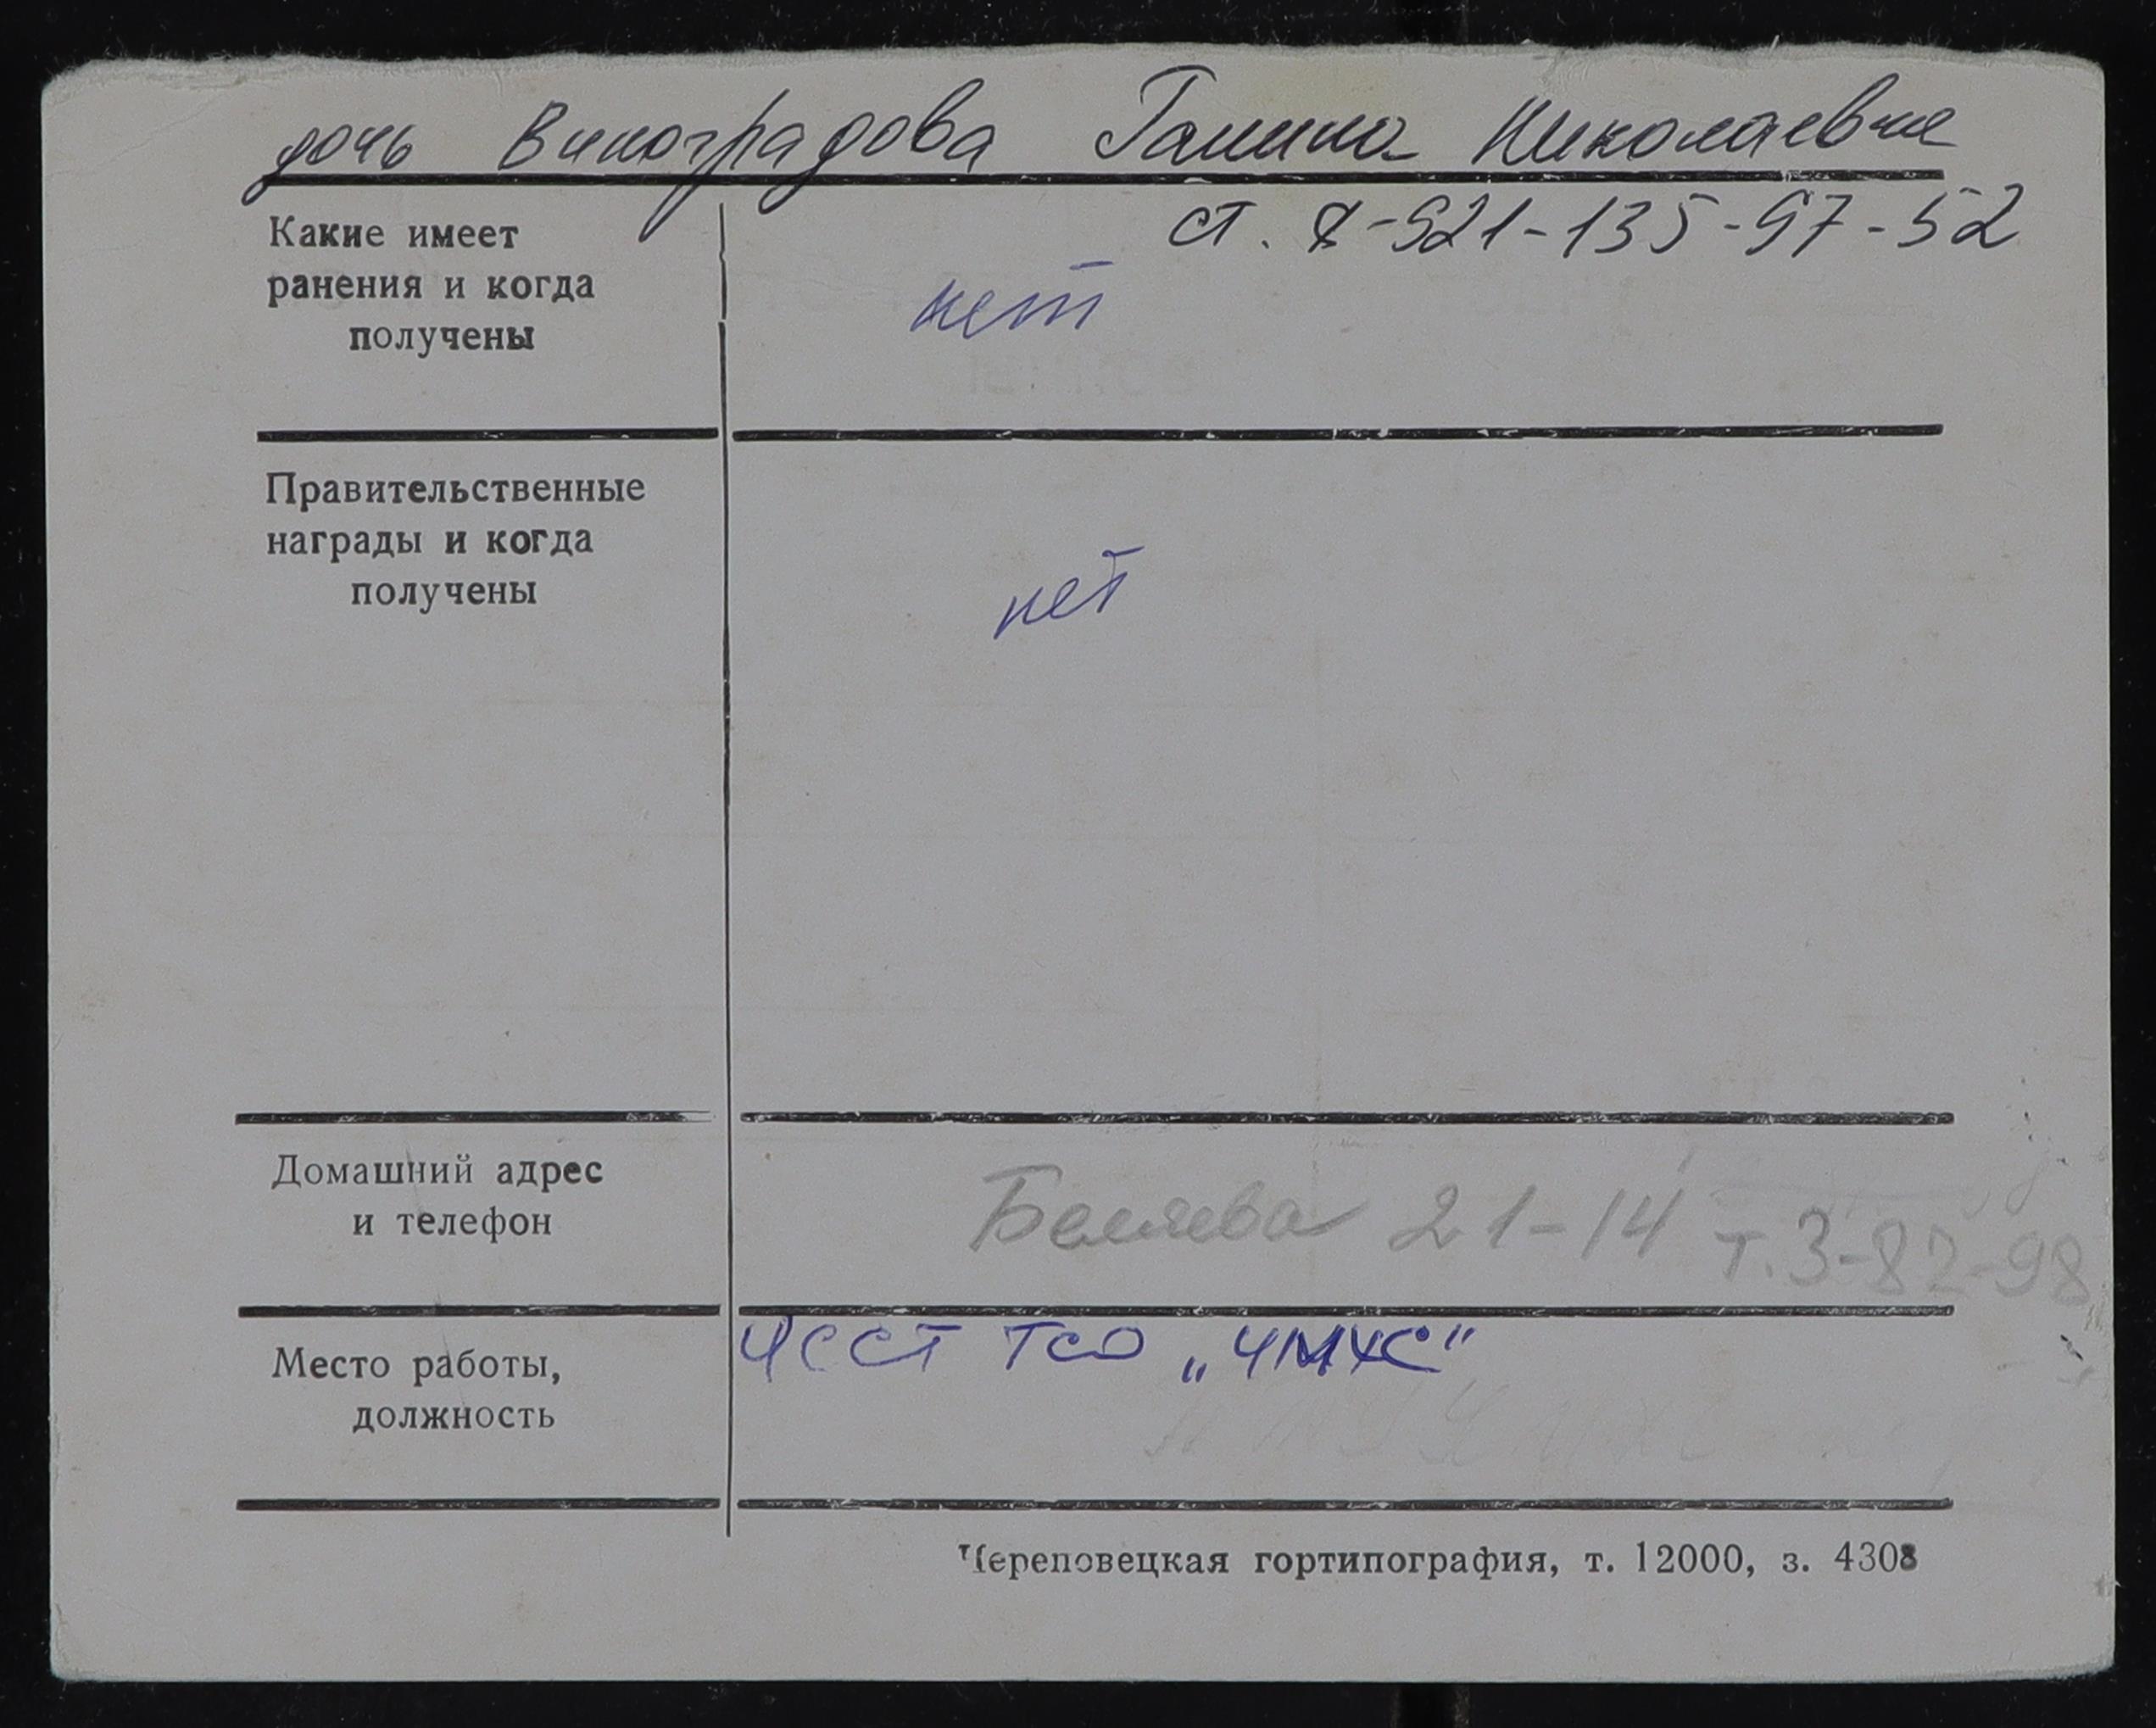 дочь Виноградова Галина Николаевна
ст. 8-921-135-97-52
Какие имеет
ранения и когда
получены
нет
Правительственные
награды и когда
получены
нет
Домашний адрес
и телефон
Беляева 21-14 т. 3-82-98
Место работы,
должность
ЧССТ ТСО „ЧМХС"
Череповецкая гортипография, т. 12000, з. 4308